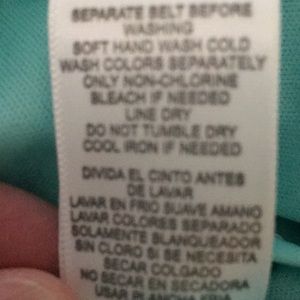 SEPARATE BELT BEFORE
WASHING
SOFT HAND WASH COLD
WASH COLORS SEPARATELY
ONLY NON-CHLORINE
BLEACH IF NEEDED
LINE DRY
DO NOT TUMBLE DRY
COOL IRON IF NEEDED
DIVIDA EL CINTO ANTES
DE LAVAR
LAVAR EN FRIO SUAVE AMANO
LAVAR COLORES SEPARADO
SOLAMENTE BLANQUEADOR
SIN CLORO SI SE NECESITA
SECAR COLGADO
NO SECAR EN SECADORA
USAR PLANCHA